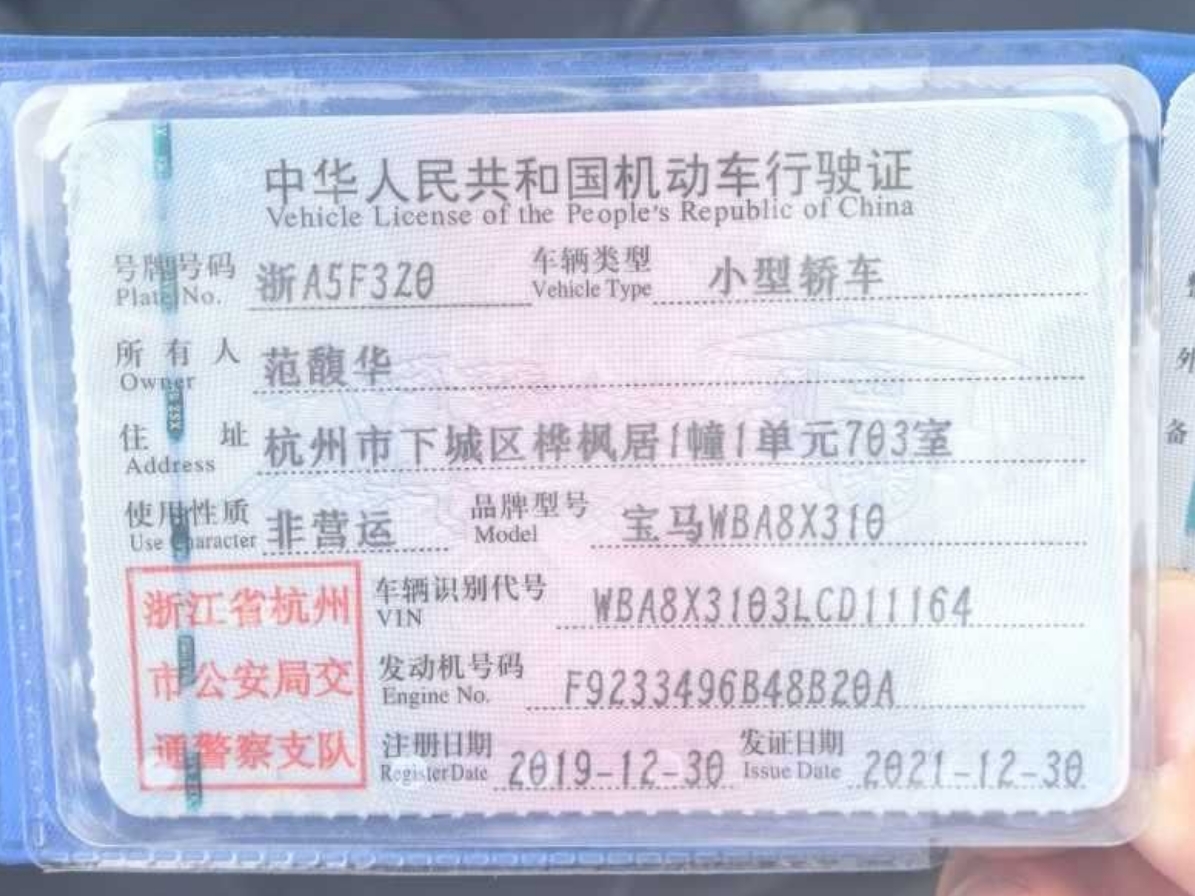 中华人民共和国机动车行驶证
Vehicle License of the People's Republic of China
号牌号码 浙A5F320 车辆类型 小型轿车
Plate No. Vehicle Type
所有人 范馥华
Owner
住址 杭州市下城区桦枫居1幢1单元703室
Address
使用性质 非营运 品牌型号 宝马WBA8X310
Use Character Model
浙江省杭州
市公安局交
通警察支队
车辆识别代号 WBA8X3103LCD11164
VIN
发动机号码 F9233496B48B20A
Engine No.
注册日期 2019-12-30 发证日期 2021-12-30
Register Date Issue Date
外
备